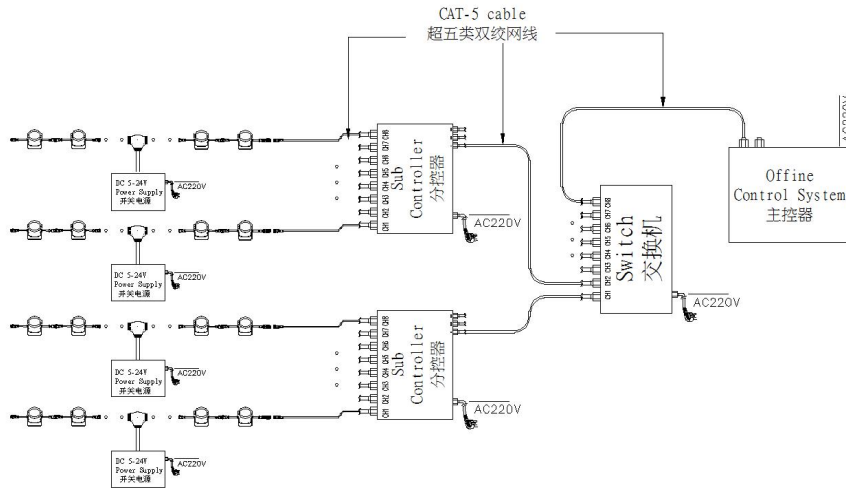 CAT-5 cable
超五类双绞网线
CH8
CH7
CH6
CH5
CH4
CH3
CH2
CH1
Sub
Controller
分控器
AC220V
DC 5-24V
Power Supply
开关电源
AC220V
DC 5-24V
Power Supply
开关电源
AC220V
CH8
CH7
CH6
CH5
CH4
CH3
CH2
CH1
Sub
Controller
分控器
AC220V
DC 5-24V
Power Supply
开关电源
AC220V
DC 5-24V
Power Supply
开关电源
AC220V
CH8
CH7
CH6
CH5
CH4
CH3
CH2
CH1
Switch
交换机
AC220V
AC220V
Offine
Control System
主控器